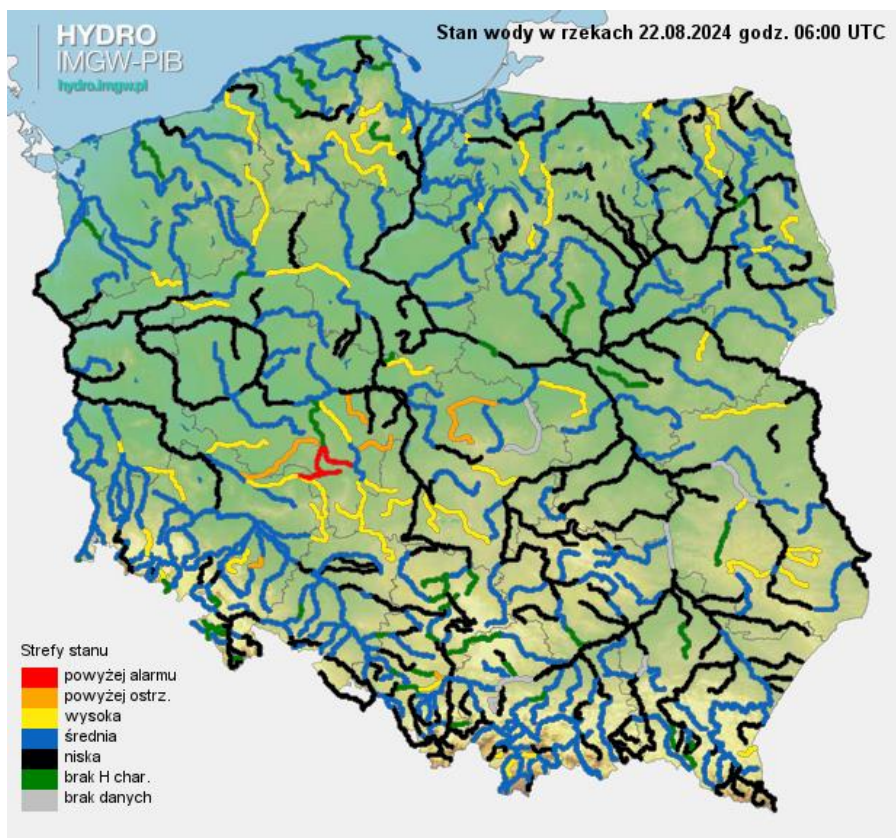 HYDRO
IMGW-PIB
hydro.imgw.pl
Stan wody w rzekach 22.08.2024 godz. 06:00 UTC
Strefy stanu
powyżej alarmu
powyżej ostrz.
wysoka
średnia
niska
brak H char.
brak danych